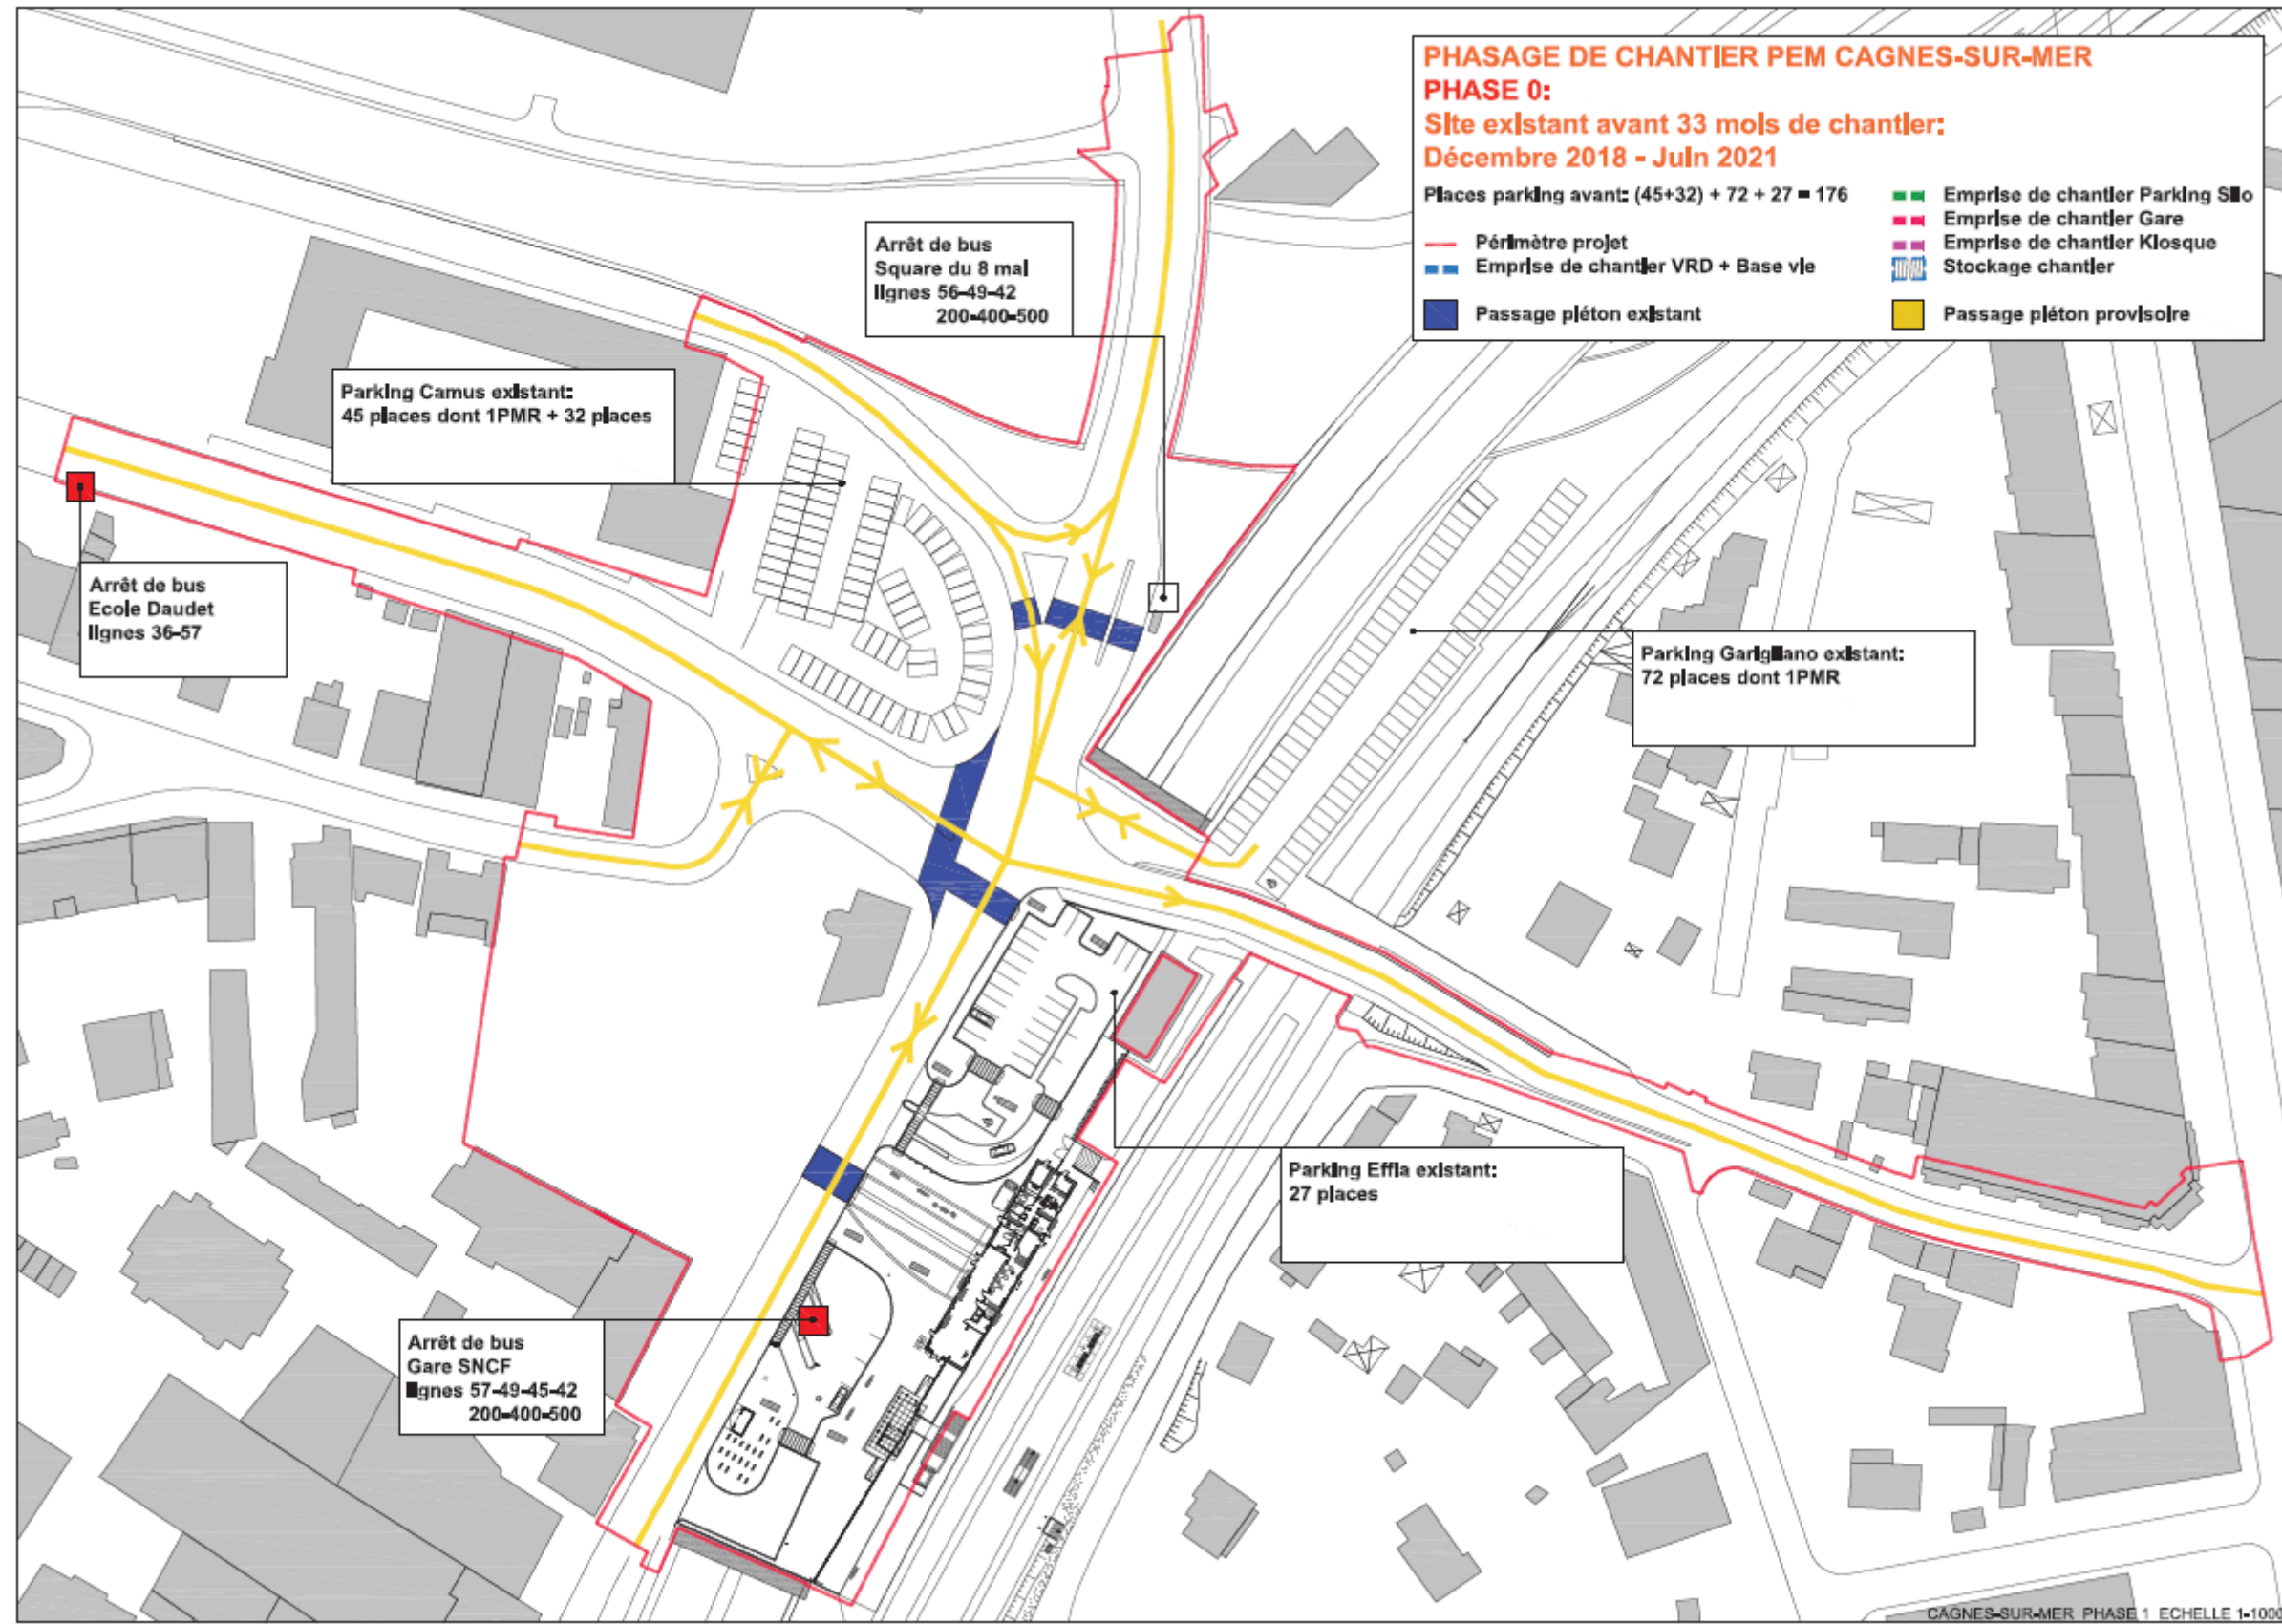 PHASAGE DE CHANTIER PEM CAGNES-SUR-MER
PHASE 0:
Site existant avant 33 mois de chantier:
Décembre 2018 - Juin 2021
Places parking avant: (45+32) + 72 + 27 = 176
Périmètre projet
Emprise de chantier VRD + Base vie
Passage piéton existant
Emprise de chantier Parking Silo
Emprise de chantier Gare
Emprise de chantier Kiosque
Stockage chantier
Passage piéton provisoire
Arrêt de bus
Square du 8 mai
lignes 56-49-42
200-400-500
Parking Camus existant:
45 places dont 1PMR + 32 places
Arrêt de bus
Ecole Daudet
lignes 36-57
Parking Garigliano existant:
72 places dont 1PMR
Parking Effia existant:
27 places
Arrêt de bus
Gare SNCF
lignes 57-49-45-42
200-400-500
CAGNES-SUR-MER PHASE 1 ECHELLE 1-1000